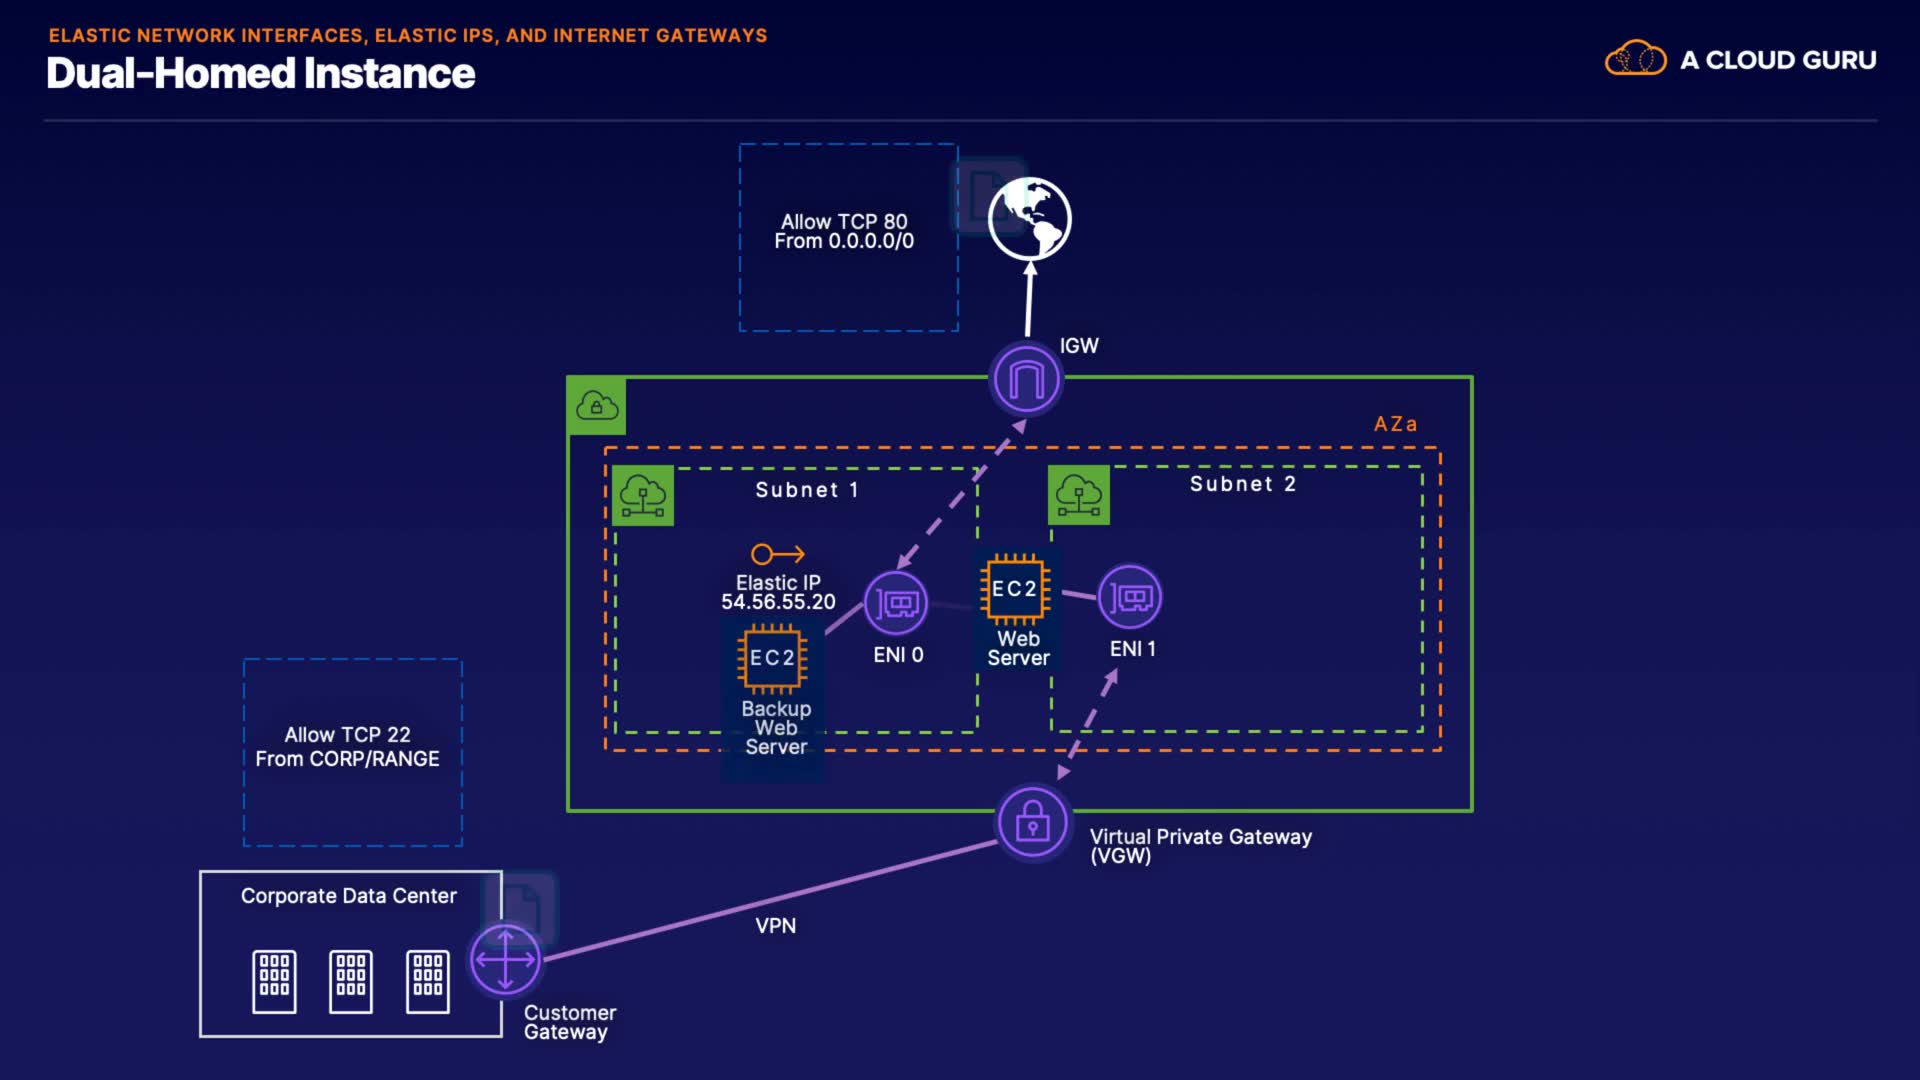 ELASTIC NETWORK INTERFACES, ELASTIC IPS, AND INTERNET GATEWAYS
Dual-Homed Instance
A CLOUD GURU
Allow TCP 80
From 0.0.0.0/0
IGW
AZa
Subnet 1
Subnet 2
Elastic IP
54.56.55.20
EC2
Web
Server
ENI 0
ENI 1
EC2
Backup
Web
Server
Allow TCP 22
From CORP/RANGE
Virtual Private Gateway
(VGW)
Corporate Data Center
VPN
Customer
Gateway